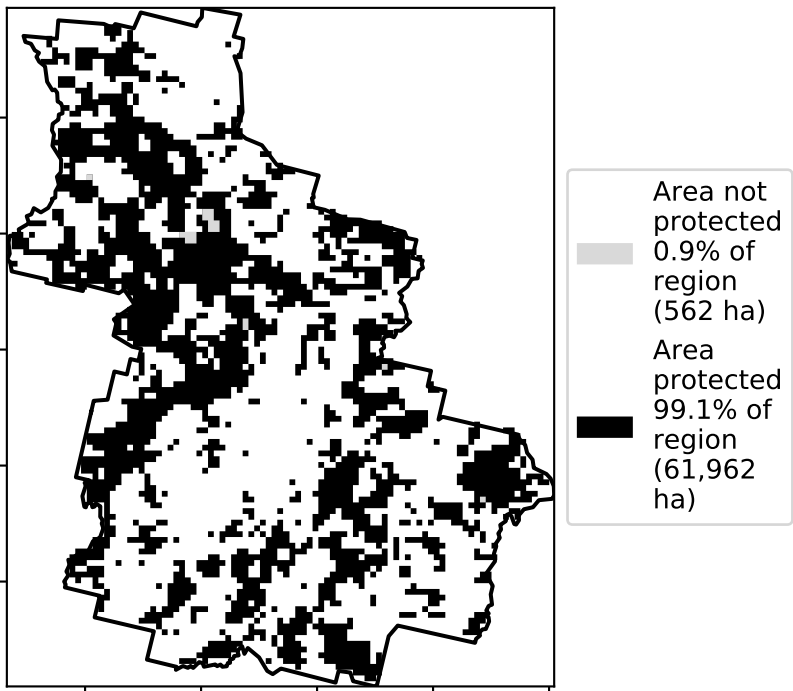 Area not
protected
0.9% of
region
(562 ha)
Area
protected
99.1% of
region
(61,962
ha)